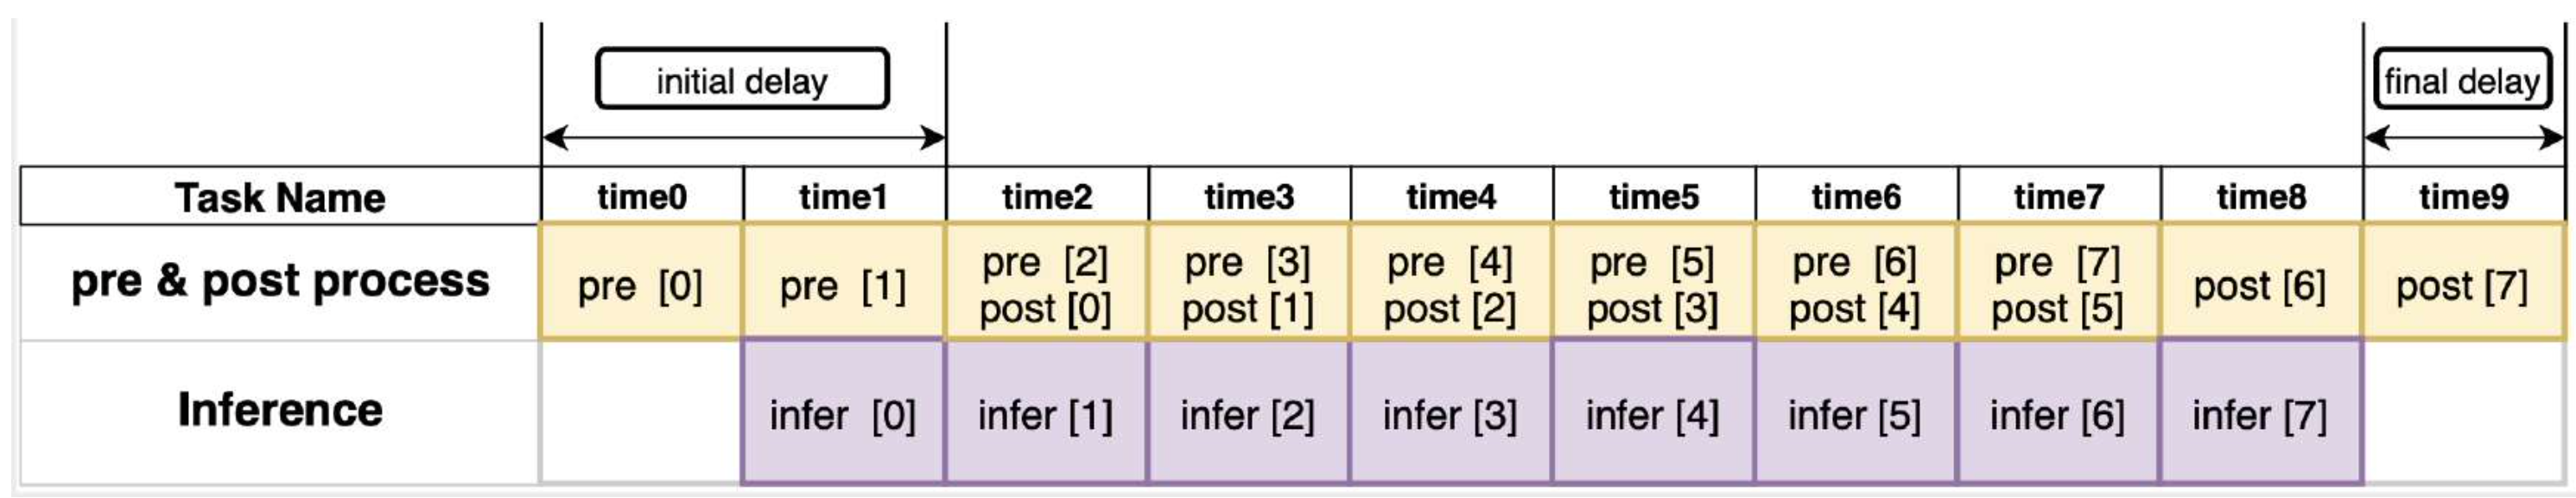 initial delay
final delay
Task Name time0 time1 time2 time3 time4 time5 time6 time7 time8 time9
pre & post process
pre [0]
pre [1]
pre [2]
post [0]
pre [3]
post [1]
pre [4]
post [2]
pre [5]
post [3]
pre [6]
post [4]
pre [7]
post [5]
post [6]
post [7]
Inference
infer [0]
infer [1]
infer [2]
infer [3]
infer [4]
infer [5]
infer [6]
infer [7]